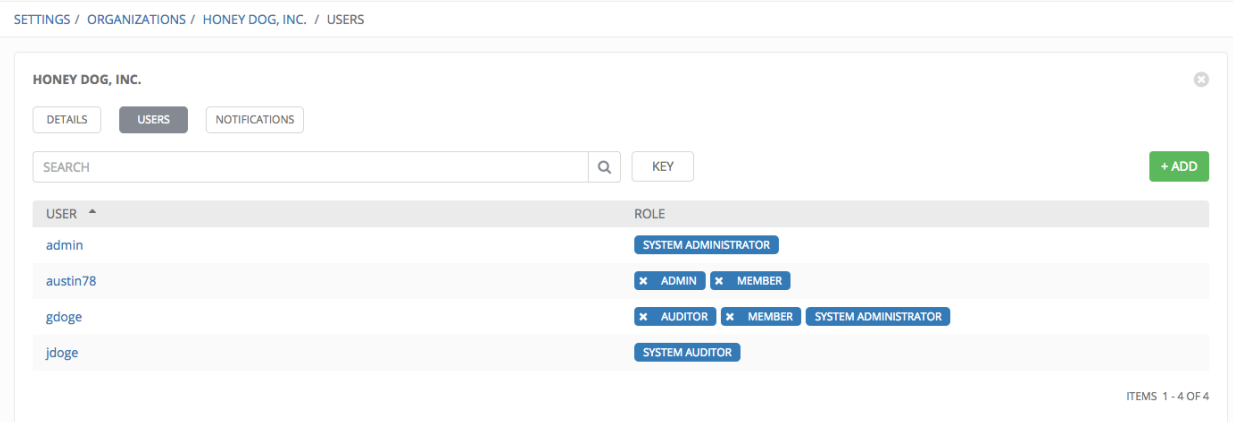 SETTINGS / ORGANIZATIONS / HONEY DOG, INC. / USERS
HONEY DOG, INC.
DETAILS USERS NOTIFICATIONS
SEARCH KEY + ADD
USER ROLE
admin SYSTEM ADMINISTRATOR
austin78 × ADMIN × MEMBER
gdoge × AUDITOR × MEMBER SYSTEM ADMINISTRATOR
jdoge SYSTEM AUDITOR
ITEMS 1 - 4 OF 4